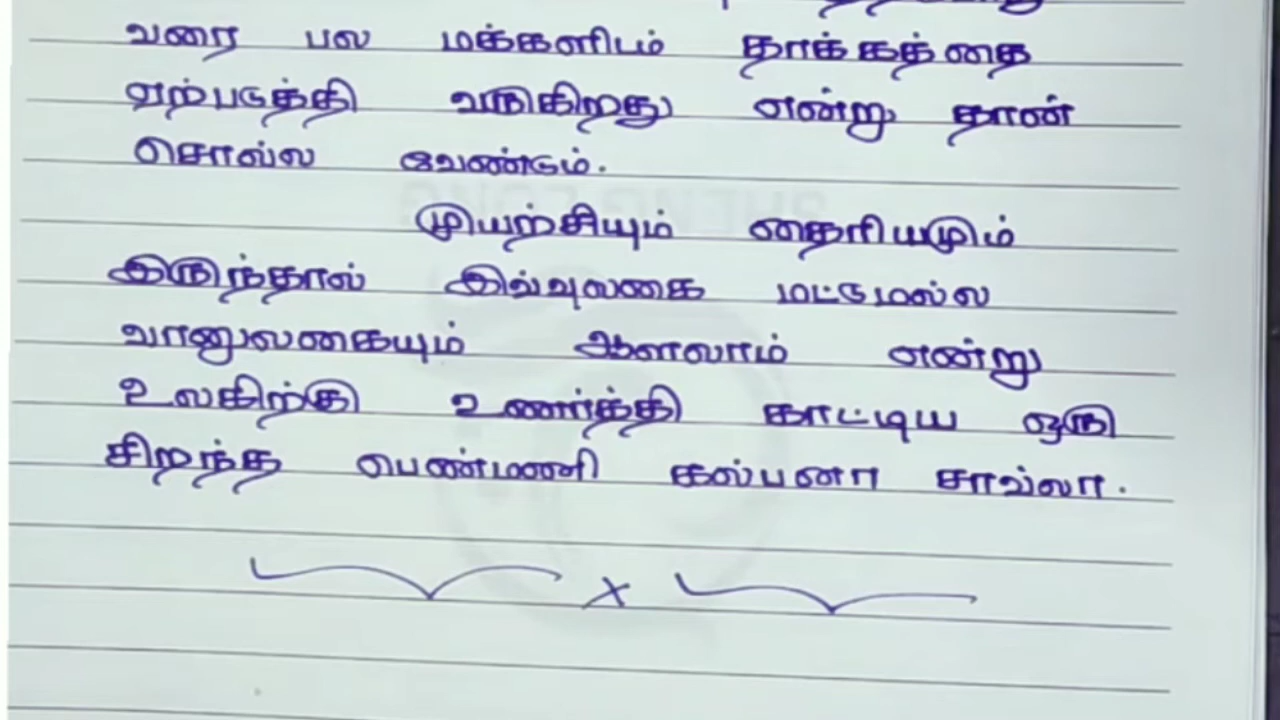 வரை பல மக்களிடம் தாக்கத்தை
ஏற்படுத்தி வருகிறது என்று தான்
சொல்ல வேண்டும்.
முயற்சியும் தைரியமும்
இருந்தால் இவ்வுலகை மட்டுமல்ல
வானுலகையும் ஆளலாம் என்று
உலகிற்கு உணர்த்தி காட்டிய ஒரு
சிறந்த பெண்மணி கல்பனா சாவ்லா.